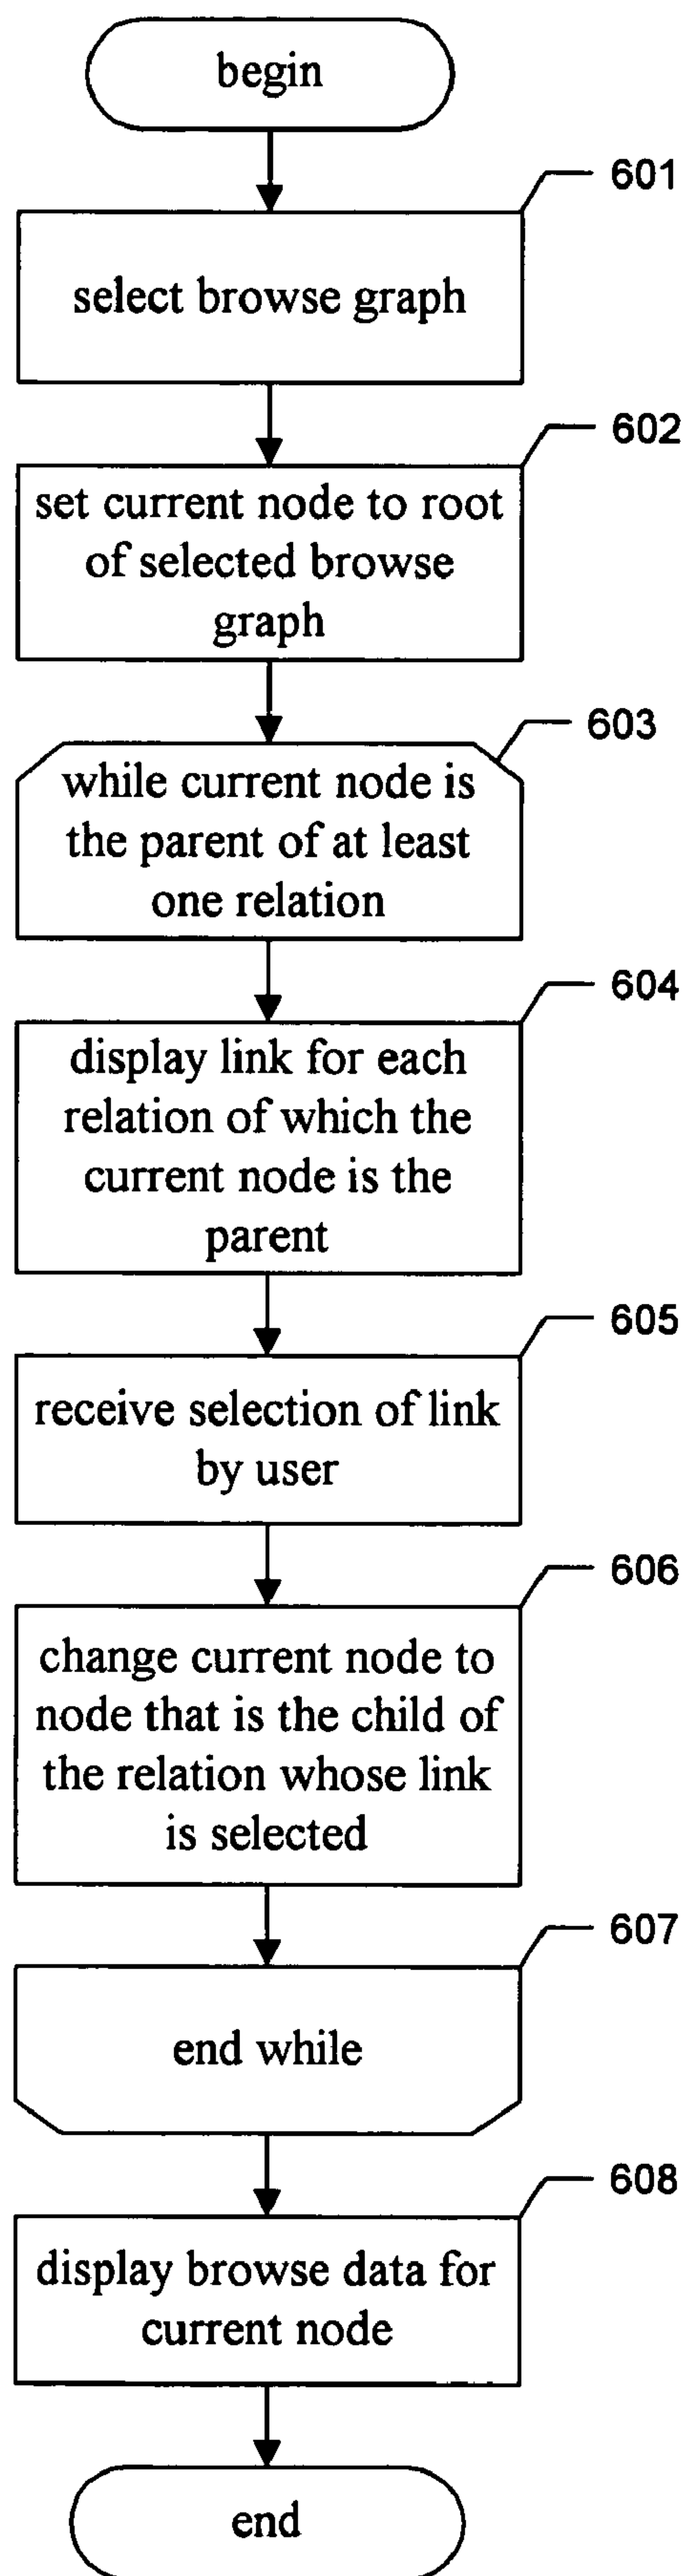 begin
601
select browse graph
602
set current node to root
of selected browse
graph
603
while current node is
the parent of at least
one relation
604
display link for each
relation of which the
current node is the
parent
605
receive selection of link
by user
606
change current node to
node that is the child of
the relation whose link
is selected
607
end while
608
display browse data for
current node
end